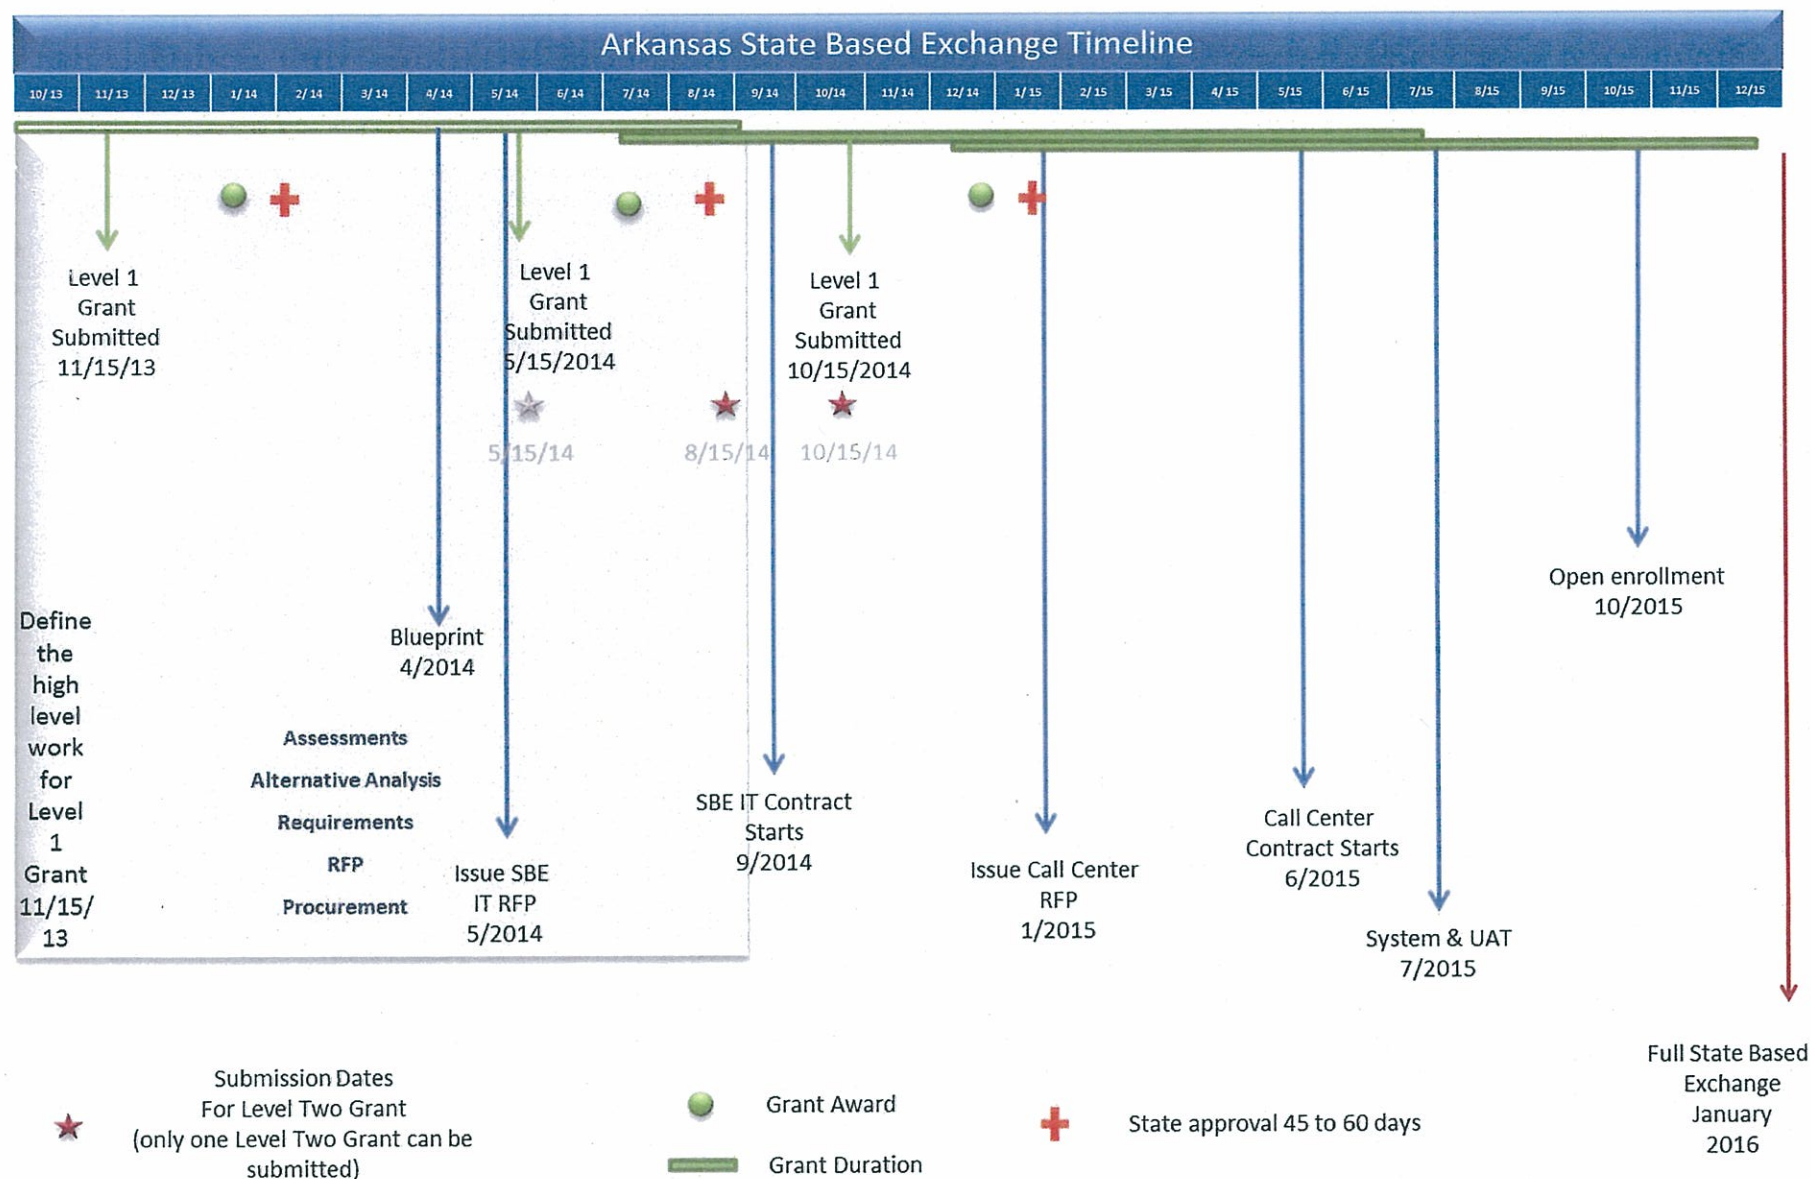 Arkansas State Based Exchange Timeline
10/13 11/13 12/13 1/14 2/14 3/14 4/14 5/14 6/14 7/14 8/14 9/14 10/14 11/14 12/14 1/15 2/15 3/15 4/15 5/15 6/15 7/15 8/15 9/15 10/15 11/15 12/15
Level 1
Grant
Submitted
11/15/13
Level 1
Grant
Submitted
5/15/2014
Level 1
Grant
Submitted
10/15/2014
5/15/14
8/15/14
10/15/14
Open enrollment
10/2015
Define
the
high
level
work
for
Level
1
Grant
11/15/
13
Blueprint
4/2014
Assessments
Alternative Analysis
Requirements
RFP
Procurement
Issue SBE
IT RFP
5/2014
SBE IT Contract
Starts
9/2014
Issue Call Center
RFP
1/2015
Call Center
Contract Starts
6/2015
System & UAT
7/2015
Full State Based
Exchange
January
2016
Submission Dates
For Level Two Grant
(only one Level Two Grant can be
submitted)
Grant Award
Grant Duration
State approval 45 to 60 days